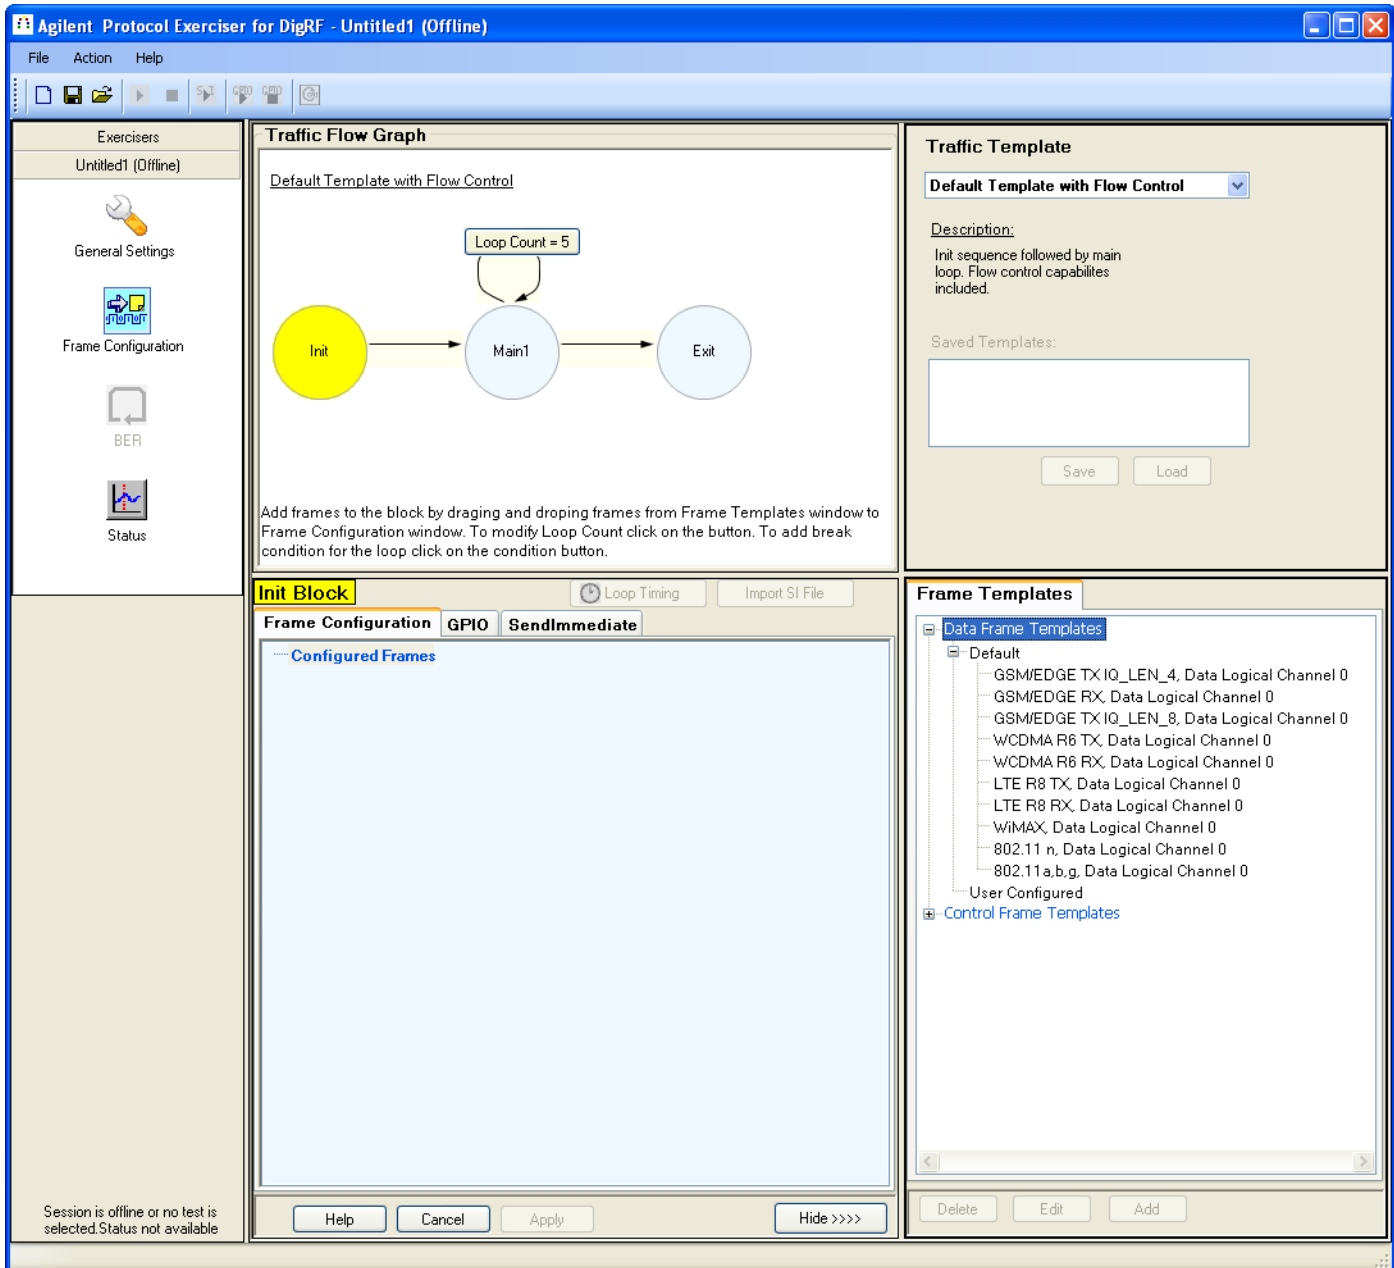 Agilent  Protocol Exerciser for DigRF - Untitled1 (Offline)
File Action Help
S\T GPIO GPIO
Exercisers
Untitled1 (Offline)
General Settings
Frame Configuration
BER
Status
Session is offline or no test is
selected.Status not available
Traffic Flow Graph
Default Template with Flow Control
Loop Count = 5
Init
Main1
Exit
Add frames to the block by draging and droping frames from Frame Templates window to
Frame Configuration window. To modify Loop Count click on the button. To add break
condition for the loop click on the condition button.
Traffic Template
Default Template with Flow Control
Description:
Init sequence followed by main
loop. Flow control capabilites
included.
Saved Templates:
Save Load
Init Block
Loop Timing Import SI File
Frame Configuration GPIO SendImmediate
Configured Frames
Help Cancel Apply Hide >>>>
Frame Templates
Data Frame Templates
Default
GSM/EDGE TX IQ_LEN_4, Data Logical Channel 0
GSM/EDGE RX, Data Logical Channel 0
GSM/EDGE TX IQ_LEN_8, Data Logical Channel 0
WCDMA R6 TX, Data Logical Channel 0
WCDMA R6 RX, Data Logical Channel 0
LTE R8 TX, Data Logical Channel 0
LTE R8 RX, Data Logical Channel 0
WiMAX, Data Logical Channel 0
802.11 n, Data Logical Channel 0
802.11a,b,g, Data Logical Channel 0
User Configured
Control Frame Templates
Delete Edit Add